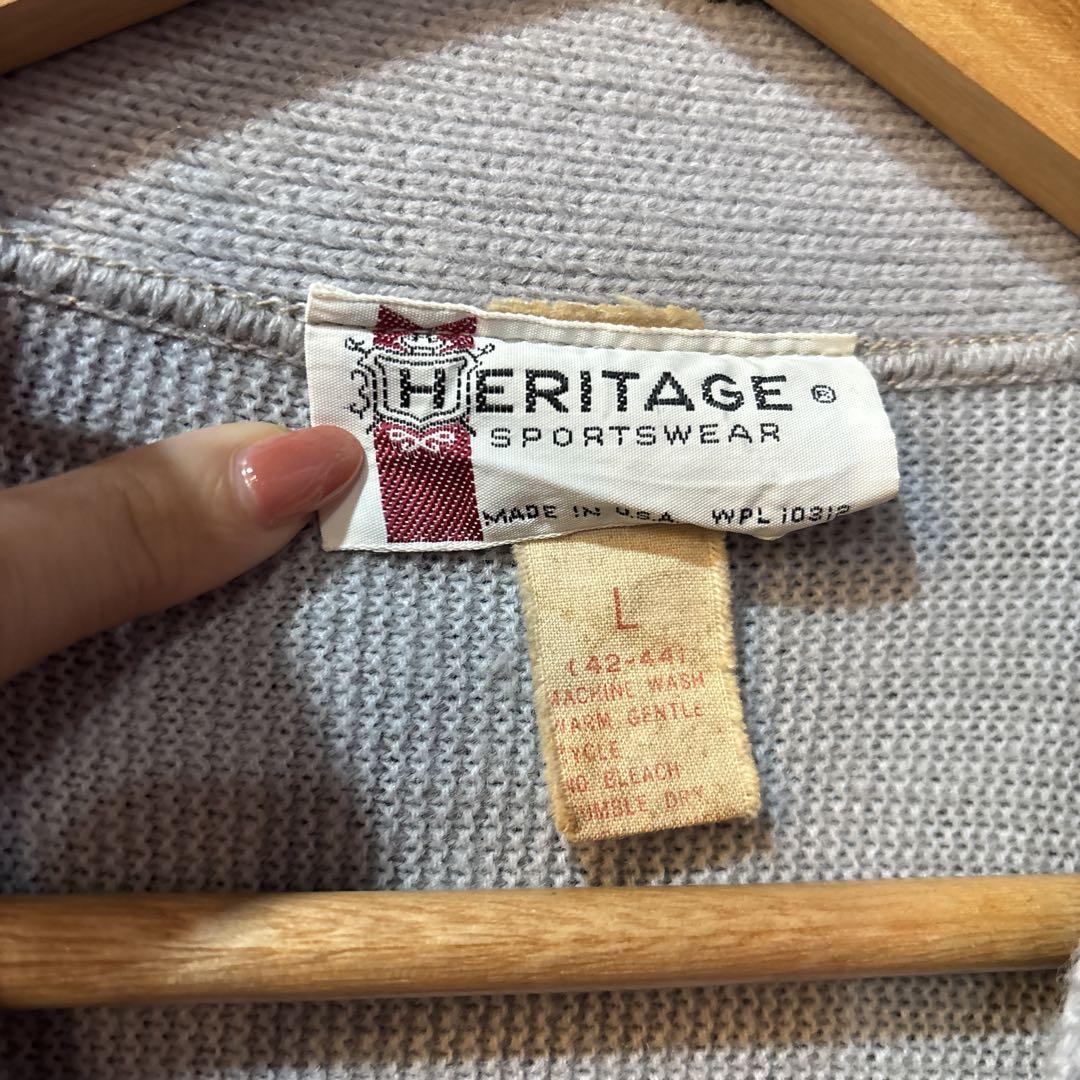 HERITAGE ®
SPORTSWEAR
MADE IN U.S.A. WPL 10312
L
(42-44)
MACHINE WASH
WARM GENTLE
CYCLE
NO BLEACH
TUMBLE DRY